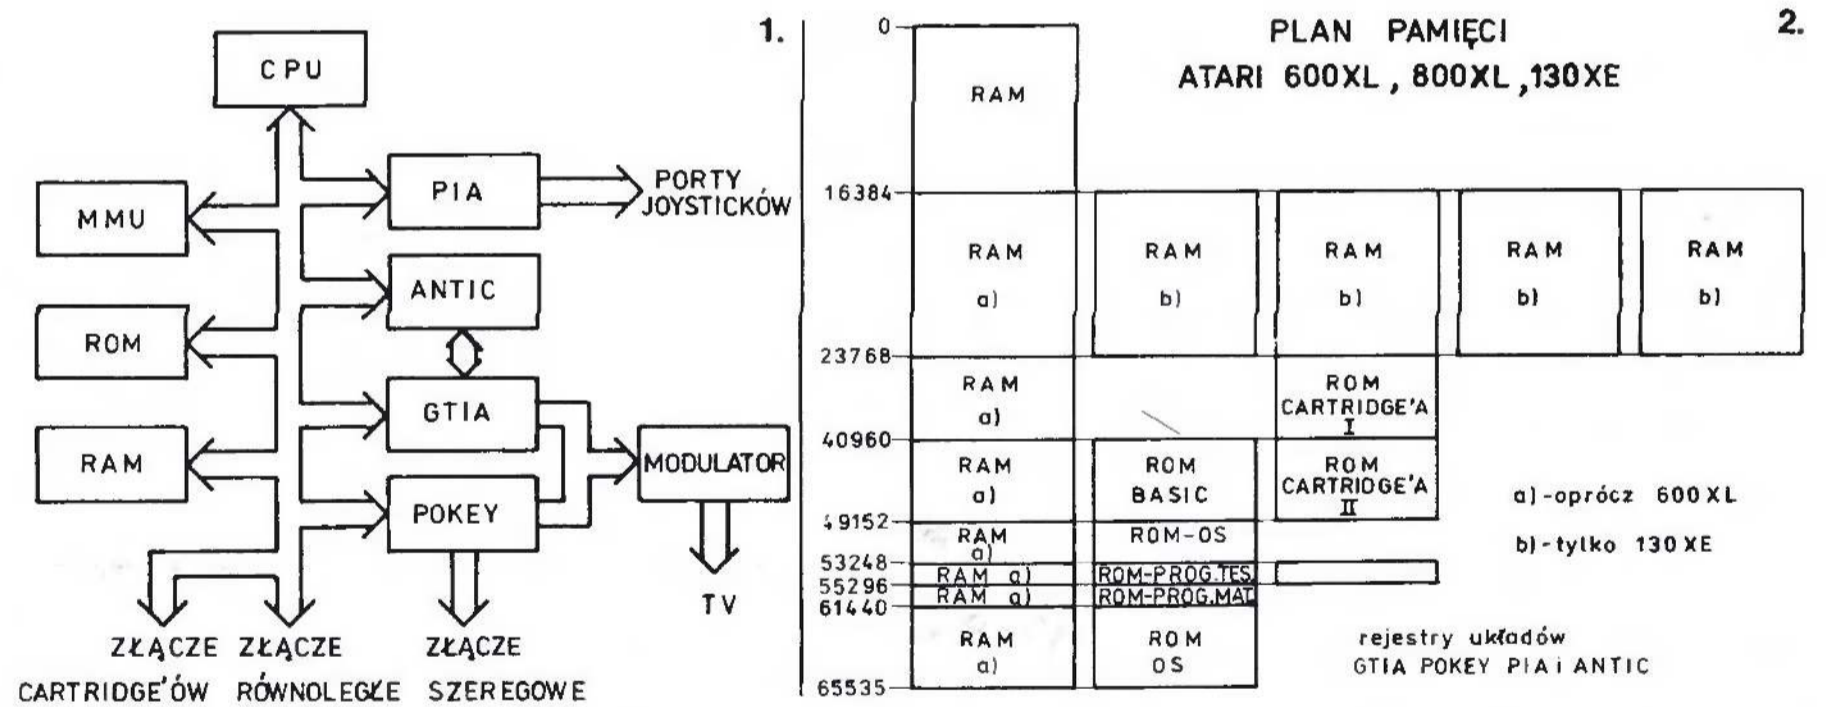 1.
CPU
PIA
PORTY
JOYSTICKÓW
MMU
ANTIC
ROM
GTIA
RAM
MODULATOR
POKEY
TV
ZŁĄCZE
CARTRIDGE'ÓW
ZŁĄCZE
RÓWNOLEGŁE
ZŁĄCZE
SZEREGOWE
2.
PLAN PAMIĘCI
ATARI 600XL, 800XL, 130XE
0
RAM
16384
RAM
a)
RAM
b)
RAM
b)
RAM
b)
RAM
b)
23768
RAM
a)
ROM
CARTRIDGE'A
I
40960
RAM
a)
ROM
BASIC
ROM
CARTRIDGE'A
II
a)-oprócz 600XL
b)-tylko 130XE
49152
RAM
a)
ROM-OS
53248
RAM a)
ROM-PROG.TES.
55296
RAM a)
ROM-PROG.MAT
61440
RAM
a)
ROM
OS
rejestry układów
GTIA POKEY PIA i ANTIC
65535